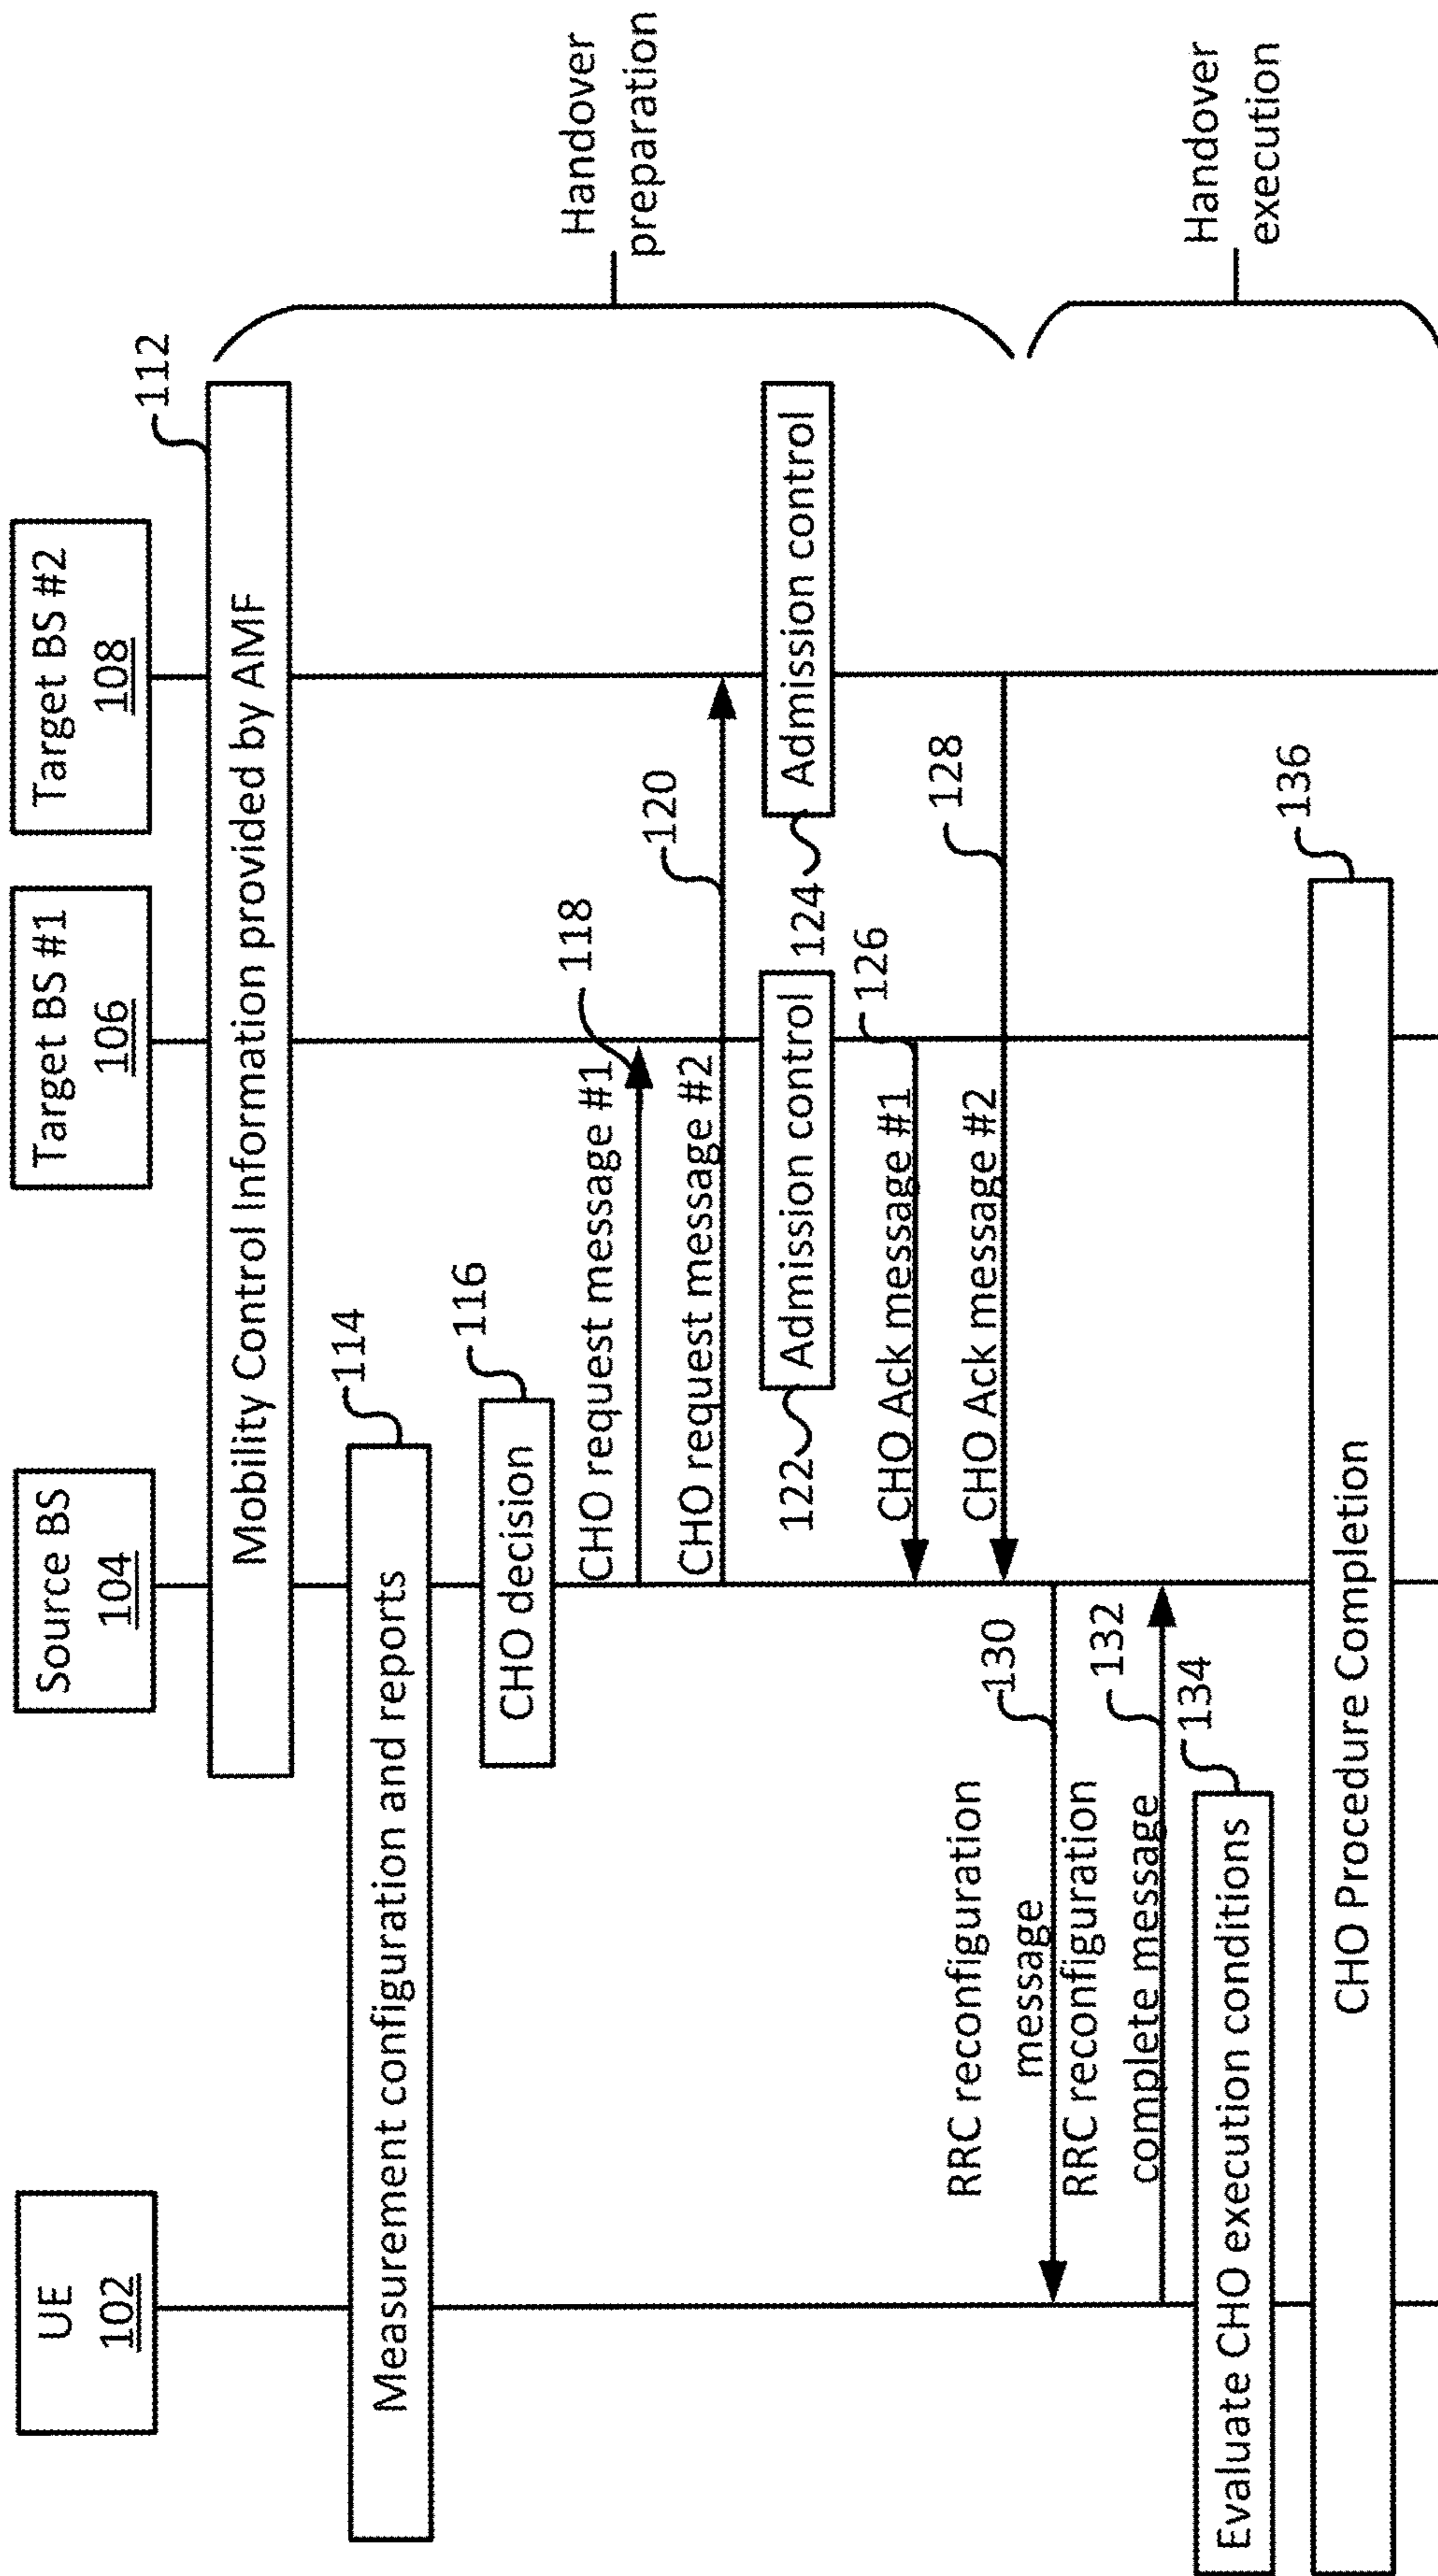 UE
102
Source BS
104
Target BS #1
106
Target BS #2
108
112
Mobility Control Information provided by AMF
114
Measurement configuration and reports
116
CHO decision
118
CHO request message #1
120
CHO request message #2
122
Admission control
124
Admission control
126
CHO Ack message #1
128
CHO Ack message #2
Handover
preparation
130
RRC reconfiguration
message
132
RRC reconfiguration
complete message
134
Evaluate CHO execution conditions
136
CHO Procedure Completion
Handover
execution